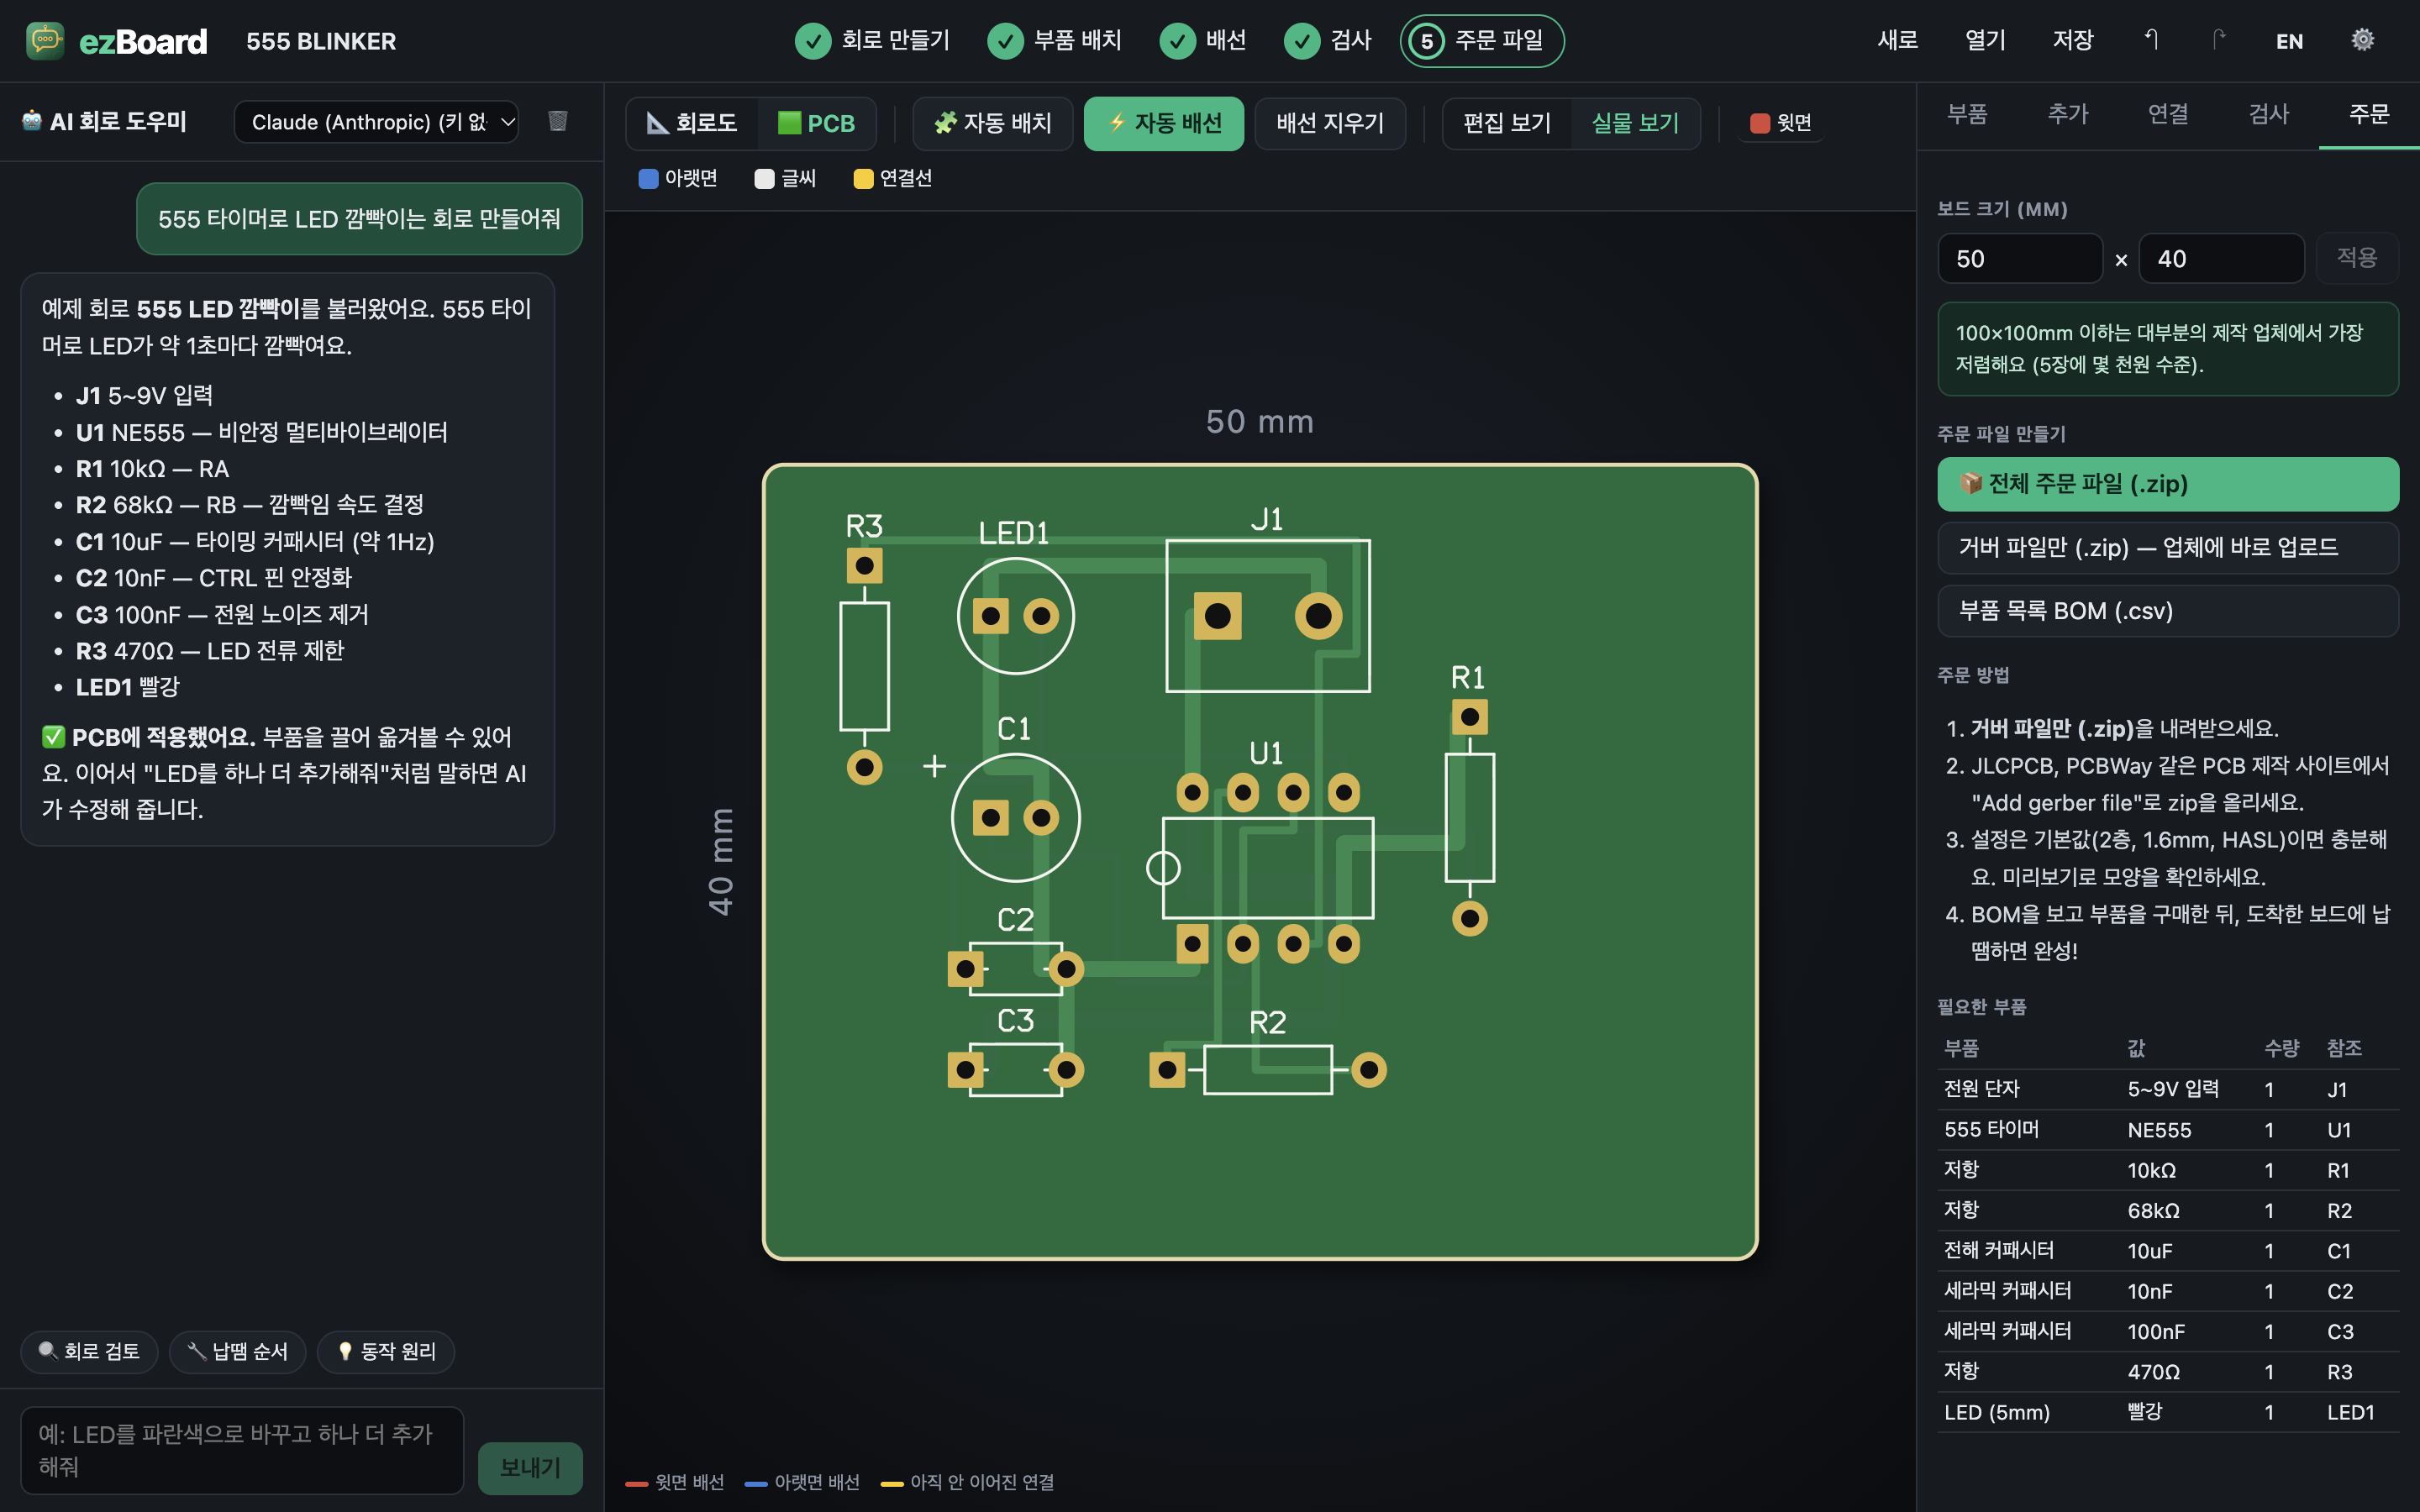 ezBoard
555 BLINKER
회로 만들기
부품 배치
배선
검사
5 주문 파일
새로
열기
저장
EN
AI 회로 도우미
Claude (Anthropic) (키 없
회로도
PCB
자동 배치
자동 배선
배선 지우기
편집 보기
실물 보기
윗면
아랫면
글씨
연결선
부품
추가
연결
검사
주문
555 타이머로 LED 깜빡이는 회로 만들어줘
예제 회로 555 LED 깜빡이를 불러왔어요. 555 타이
머로 LED가 약 1초마다 깜빡여요.
• J1 5~9V 입력
• U1 NE555 — 비안정 멀티바이브레이터
• R1 10kΩ — RA
• R2 68kΩ — RB — 깜빡임 속도 결정
• C1 10uF — 타이밍 커패시터 (약 1Hz)
• C2 10nF — CTRL 핀 안정화
• C3 100nF — 전원 노이즈 제거
• R3 470Ω — LED 전류 제한
• LED1 빨강
✅ PCB에 적용했어요. 부품을 끌어 옮겨볼 수 있어
요. 이어서 "LED를 하나 더 추가해줘"처럼 말하면 AI
가 수정해 줍니다.
회로 검토
납땜 순서
동작 원리
예: LED를 파란색으로 바꾸고 하나 더 추가
해줘
보내기
50 mm
40 mm
R3
LED1
J1
R1
C1
+
U1
C2
C3
R2
윗면 배선
아랫면 배선
아직 안 이어진 연결
보드 크기 (MM)
50 × 40 적용
100×100mm 이하는 대부분의 제작 업체에서 가장
저렴해요 (5장에 몇 천원 수준).
주문 파일 만들기
전체 주문 파일 (.zip)
거버 파일만 (.zip) — 업체에 바로 업로드
부품 목록 BOM (.csv)
주문 방법
1. 거버 파일만 (.zip)을 내려받으세요.
2. JLCPCB, PCBWay 같은 PCB 제작 사이트에서
"Add gerber file"로 zip을 올리세요.
3. 설정은 기본값(2층, 1.6mm, HASL)이면 충분해
요. 미리보기로 모양을 확인하세요.
4. BOM을 보고 부품을 구매한 뒤, 도착한 보드에 납
땜하면 완성!
필요한 부품
부품 값 수량 참조
전원 단자 5~9V 입력 1 J1
555 타이머 NE555 1 U1
저항 10kΩ 1 R1
저항 68kΩ 1 R2
전해 커패시터 10uF 1 C1
세라믹 커패시터 10nF 1 C2
세라믹 커패시터 100nF 1 C3
저항 470Ω 1 R3
LED (5mm) 빨강 1 LED1